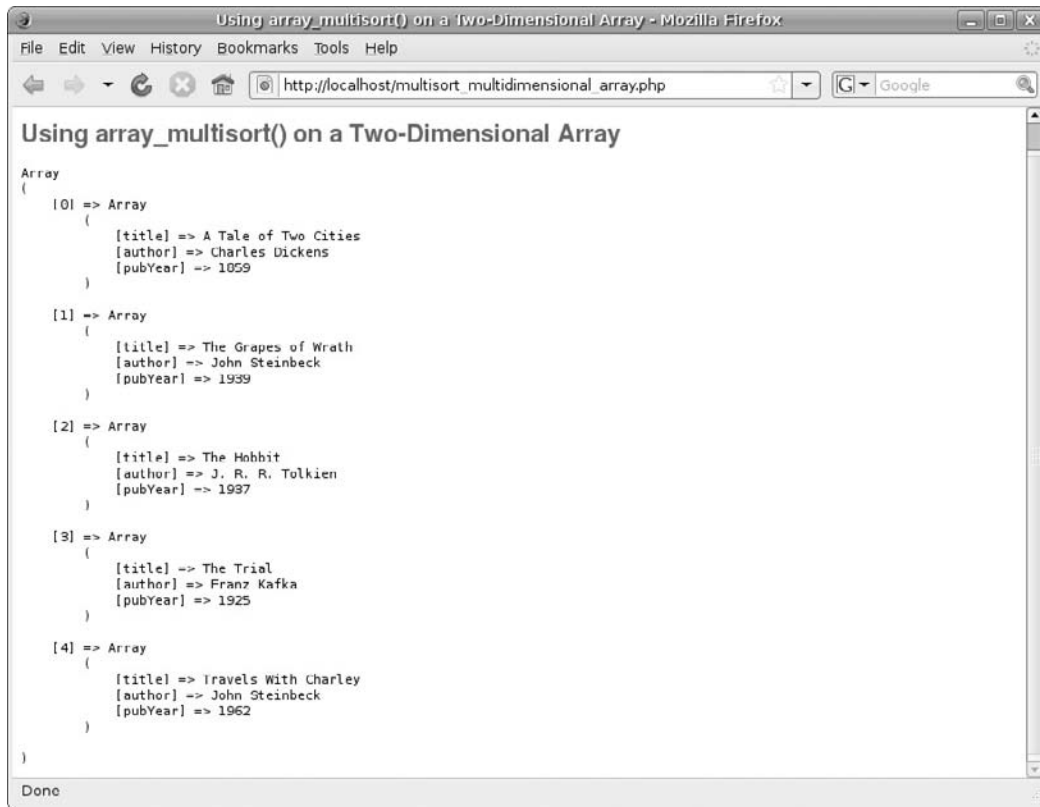 Using array_multisort() on a Two-Dimensional Array - Mozilla Firefox
File Edit View History Bookmarks Tools Help
http://localhost/multisort_multidimensional_array.php
G Google
Using array_multisort() on a Two-Dimensional Array
Array
(
[0] => Array
(
[title] => A Tale of Two Cities
[author] => Charles Dickens
[pubYear] => 1859
)
[1] => Array
(
[title] => The Grapes of Wrath
[author] => John Steinbeck
[pubYear] => 1939
)
[2] => Array
(
[title] => The Hobbit
[author] => J. R. R. Tolkien
[pubYear] => 1937
)
[3] => Array
(
[title] => The Trial
[author] => Franz Kafka
[pubYear] => 1925
)
[4] => Array
(
[title] => Travels With Charley
[author] => John Steinbeck
[pubYear] => 1962
)
)
Done